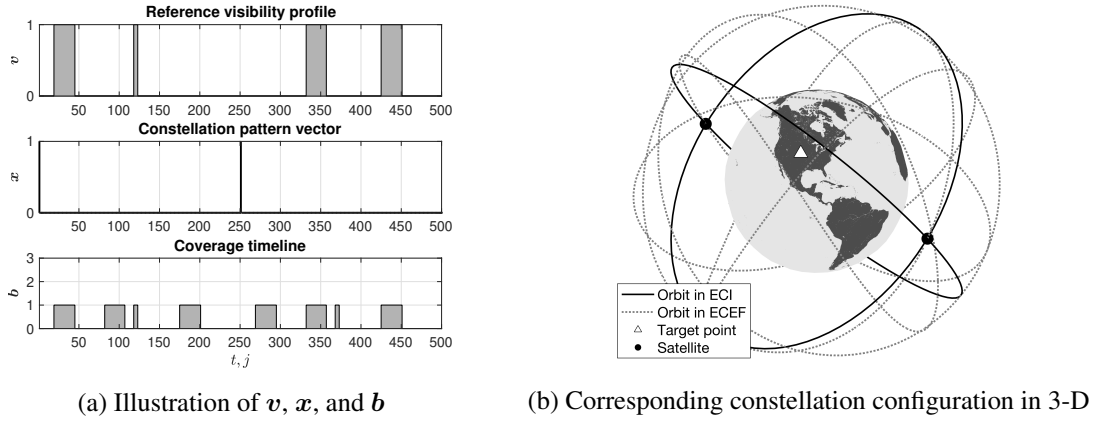 Reference visibility profile
1
v
0
50 100 150 200 250 300 350 400 450 500
Constellation pattern vector
1
x
0
50 100 150 200 250 300 350 400 450 500
Coverage timeline
3
2
b
1
0
50 100 150 200 250 300 350 400 450 500
t, j
(a) Illustration of v, x, and b
Orbit in ECI
Orbit in ECEF
Target point
Satellite
(b) Corresponding constellation configuration in 3-D